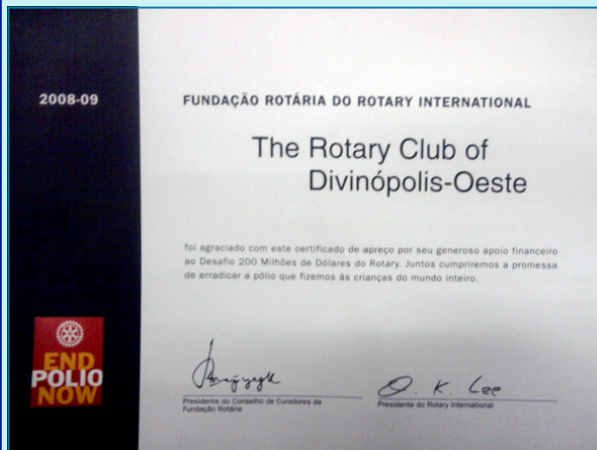 2008-09
FUNDAÇÃO ROTÁRIA DO ROTARY INTERNATIONAL
The Rotary Club of
Divinópolis-Oeste
foi agraciado com este certificado de apreço por seu generoso apoio financeiro
ao Desafio 200 Milhões de Dólares do Rotary. Juntos cumpriremos a promessa
de erradicar a pólio que fizemos às crianças do mundo inteiro.
END
POLIO
NOW
O. K. Lee
Presidente do Conselho de Curadores da
Fundação Rotária
Presidente do Rotary International